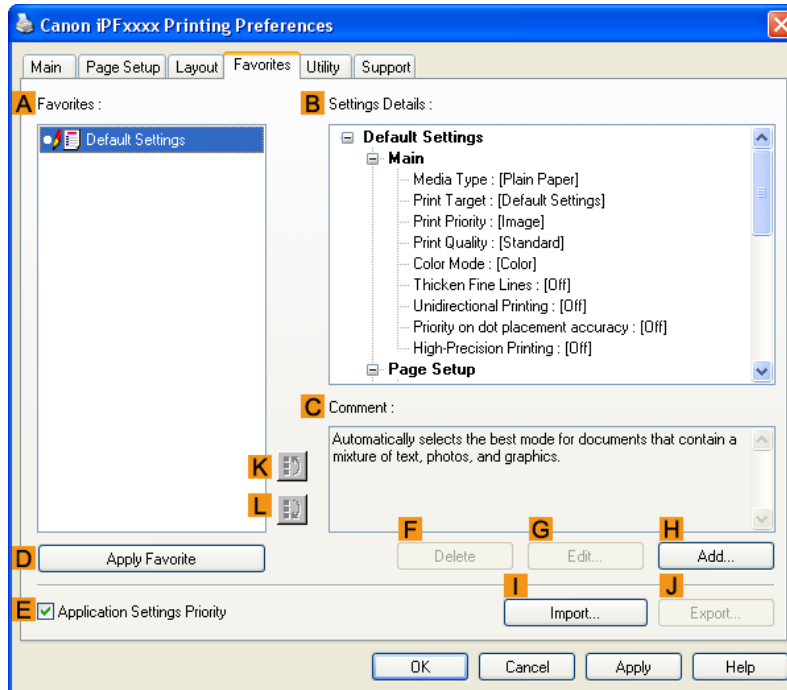 Canon iPFxxxx Printing Preferences
Main Page Setup Layout Favorites Utility Support
A Favorites :
Default Settings
B Settings Details :
Default Settings
Main
Media Type : [Plain Paper]
Print Target : [Default Settings]
Print Priority : [Image]
Print Quality : [Standard]
Color Mode : [Color]
Thicken Fine Lines : [Off]
Unidirectional Printing : [Off]
Priority on dot placement accuracy : [Off]
High-Precision Printing : [Off]
Page Setup
C Comment :
Automatically selects the best mode for documents that contain a
mixture of text, photos, and graphics.
K
L
F G H
D Apply Favorite Delete Edit... Add...
I J
E Application Settings Priority Import... Export...
OK Cancel Apply Help